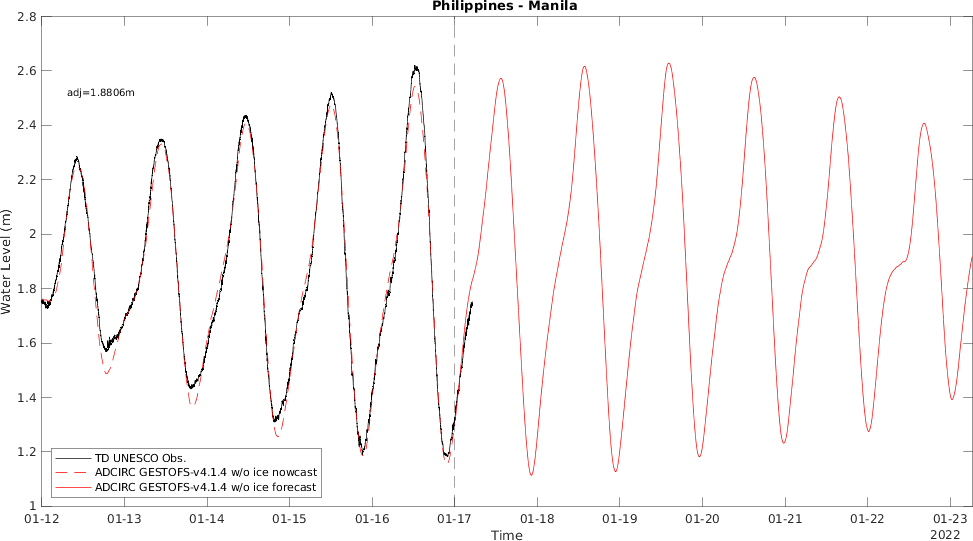 Philippines - Manila
2.8
2.6
2.4
2.2
2
1.8
1.6
1.4
1.2
1
Water Level (m)
adj=1.8806m
TD UNESCO Obs.
ADCIRC GESTOFS-v4.1.4 w/o ice nowcast
ADCIRC GESTOFS-v4.1.4 w/o ice forecast
01-12 01-13 01-14 01-15 01-16 01-17 01-18 01-19 01-20 01-21 01-22 01-23
2022
Time